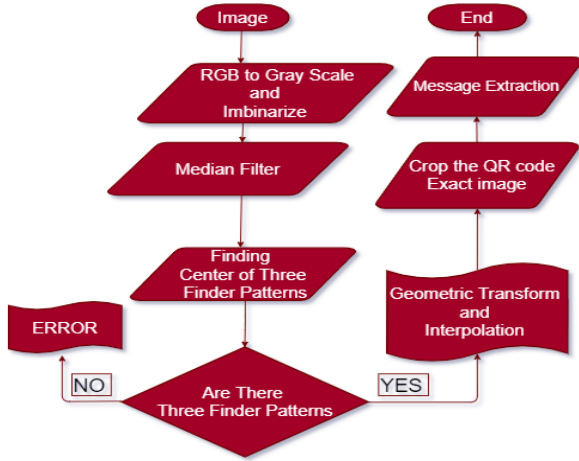 Image
RGB to Gray Scale
and
Imbinarize
Median Filter
Finding
Center of Three
Finder Patterns
Are There
Three Finder Patterns
NO
ERROR
YES
Geometric Transform
and
Interpolation
Crop the QR code
Exact image
Message Extraction
End